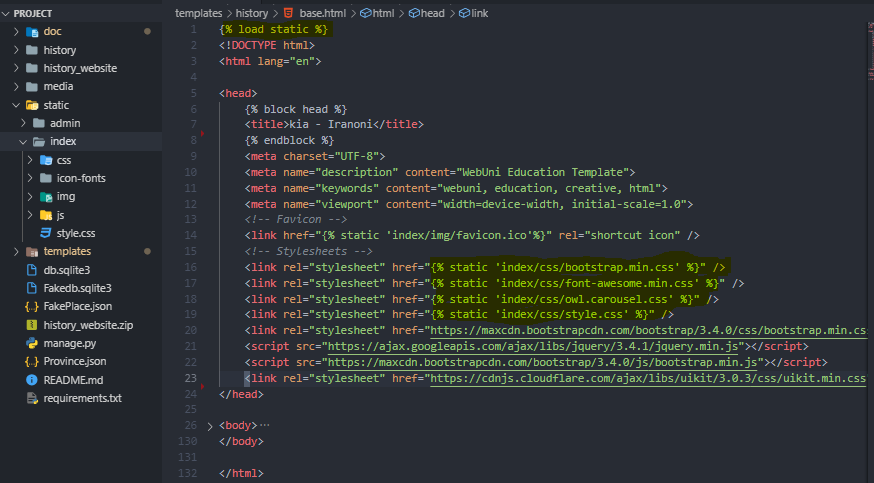 PROJECT
doc
history
history_website
media
static
admin
index
css
icon-fonts
img
js
style.css
templates
db.sqlite3
Fakedb.sqlite3
FakePlace.json
history_website.zip
manage.py
Province.json
README.md
requirements.txt
templates > history > base.html > html > head > link
1 {% load static %}
2 <!DOCTYPE html>
3 <html lang="en">
4
5 <head>
6 {% block head %}
7 <title>kia - Iranoni</title>
8 {% endblock %}
9 <meta charset="UTF-8">
10 <meta name="description" content="WebUni Education Template">
11 <meta name="keywords" content="webuni, education, creative, html">
12 <meta name="viewport" content="width=device-width, initial-scale=1.0">
13 <!-- Favicon -->
14 <link href="{% static 'index/img/favicon.ico'%}" rel="shortcut icon" />
15 <!-- Stylesheets -->
16 <link rel="stylesheet" href="{% static 'index/css/bootstrap.min.css' %}" />
17 <link rel="stylesheet" href="{% static 'index/css/font-awesome.min.css' %}" />
18 <link rel="stylesheet" href="{% static 'index/css/owl.carousel.css' %}" />
19 <link rel="stylesheet" href="{% static 'index/css/style.css' %}" />
20 <link rel="stylesheet" href="https://maxcdn.bootstrapcdn.com/bootstrap/3.4.0/css/bootstrap.min.css
21 <script src="https://ajax.googleapis.com/ajax/libs/jquery/3.4.1/jquery.min.js"></script>
22 <script src="https://maxcdn.bootstrapcdn.com/bootstrap/3.4.0/js/bootstrap.min.js"></script>
23 <link rel="stylesheet" href="https://cdnjs.cloudflare.com/ajax/libs/uikit/3.0.3/css/uikit.min.css
24 </head>
25
26 <body>⋯
130 </body>
131
132 </html>